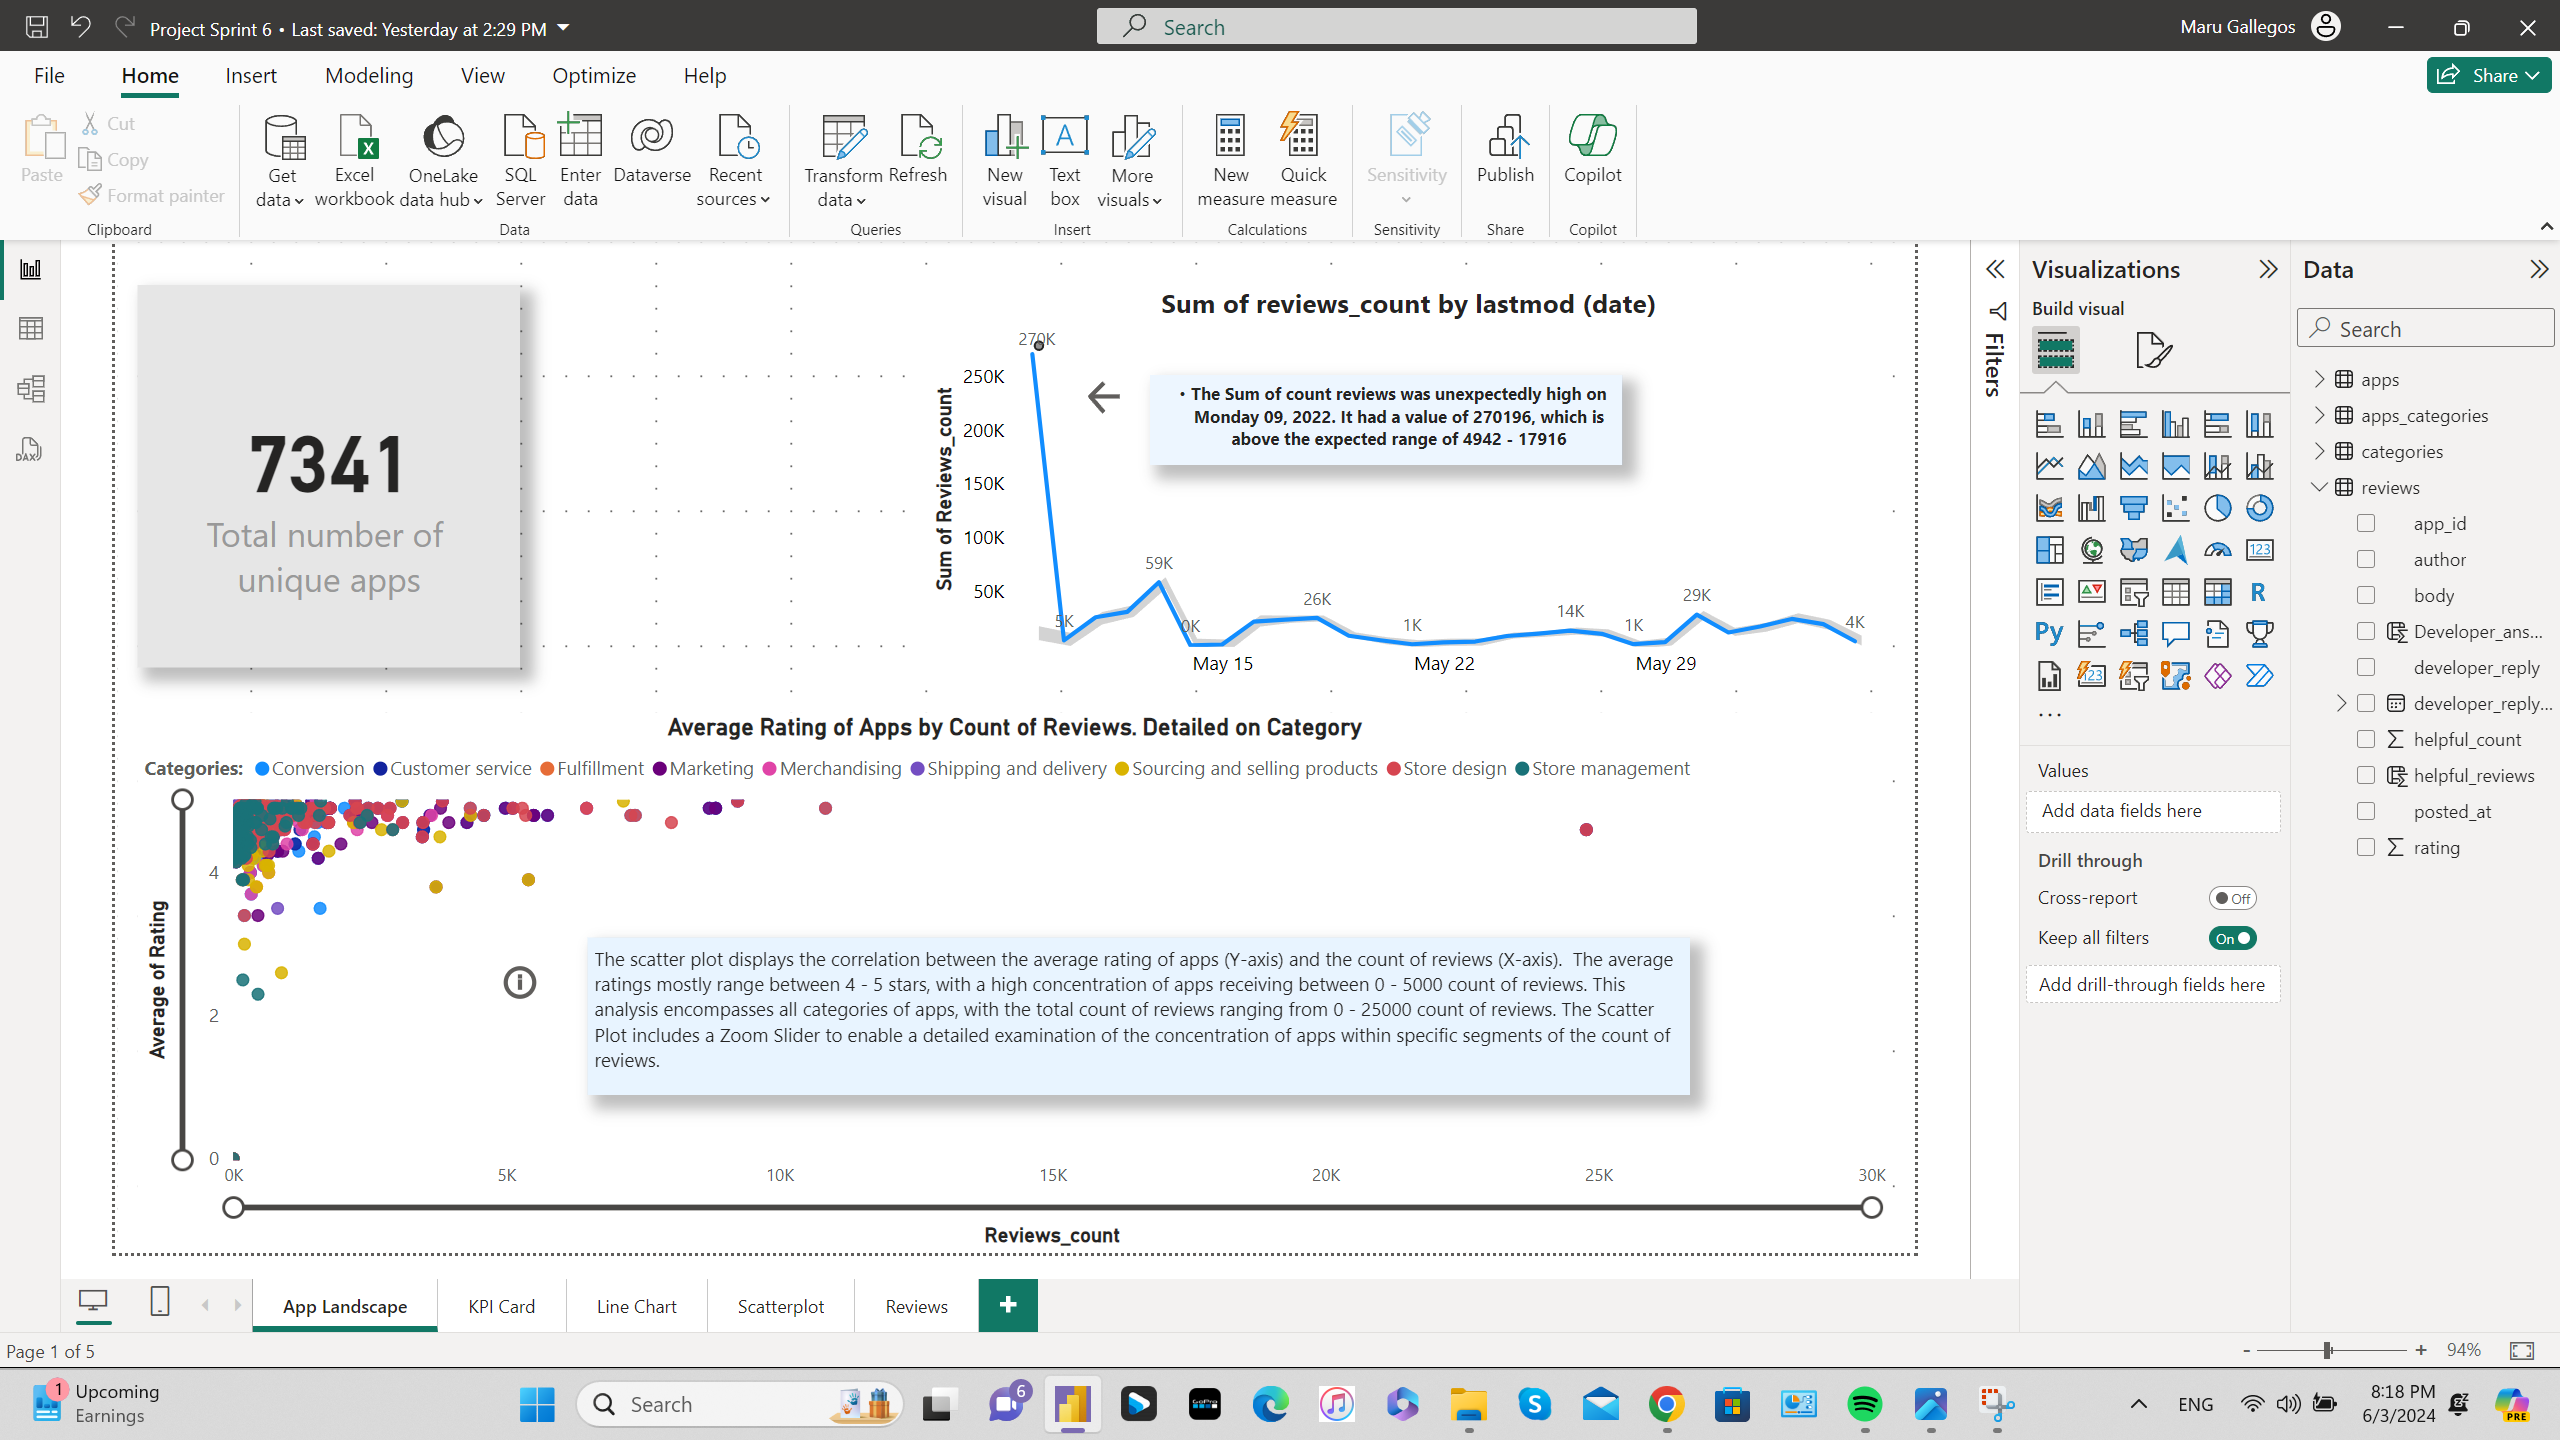 Project Sprint 6 • Last saved: Yesterday at 2:29 PM
Search
Maru Gallegos
File Home Insert Modeling View Optimize Help
Share
Paste
Cut
Copy
Format painter
Clipboard
Get data
Excel workbook
OneLake data hub
SQL Server
Enter data
Dataverse
Recent sources
Data
Transform data
Refresh
Queries
New visual
Text box
More visuals
Insert
New measure
Quick measure
Calculations
Sensitivity
Sensitivity
Publish
Share
Copilot
Copilot
DAX
7341
Total number of
unique apps
Sum of reviews_count by lastmod (date)
Sum of Reviews_count
250K
200K
150K
100K
50K
270K
5K
59K
0K
26K
1K
14K
1K
29K
4K
May 15 May 22 May 29
• The Sum of count reviews was unexpectedly high on
Monday 09, 2022. It had a value of 270196, which is
above the expected range of 4942 - 17916
Average Rating of Apps by Count of Reviews. Detailed on Category
Categories: Conversion Customer service Fulfillment Marketing Merchandising Shipping and delivery Sourcing and selling products Store design Store management
Average of Rating
4
2
0
The scatter plot displays the correlation between the average rating of apps (Y-axis) and the count of reviews (X-axis). The average
ratings mostly range between 4 - 5 stars, with a high concentration of apps receiving between 0 - 5000 count of reviews. This
analysis encompasses all categories of apps, with the total count of reviews ranging from 0 - 25000 count of reviews. The Scatter
Plot includes a Zoom Slider to enable a detailed examination of the concentration of apps within specific segments of the count of
reviews.
0K 5K 10K 15K 20K 25K 30K
Reviews_count
Filters
Visualizations
Build visual
123
R
Py
123
...
Values
Add data fields here
Drill through
Cross-report
Off
Keep all filters
On
Add drill-through fields here
Data
Search
apps
apps_categories
categories
reviews
app_id
author
body
Developer_ans...
developer_reply
developer_reply...
helpful_count
helpful_reviews
posted_at
rating
App Landscape KPI Card Line Chart Scatterplot Reviews +
Page 1 of 5
- + 94%
1
Upcoming
Earnings
Search
6
GoPro
S
ENG
8:18 PM
6/3/2024
PRE